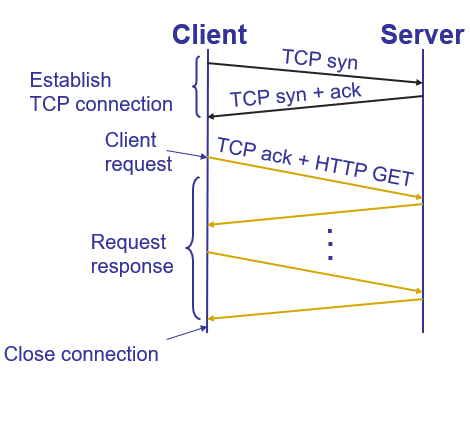 Client
Server
TCP syn
Establish
TCP connection
TCP syn + ack
Client
request
TCP ack + HTTP GET
Request
response
Close connection